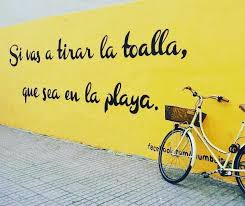 Si vas a tirar la toalla,
que sea en la playa.